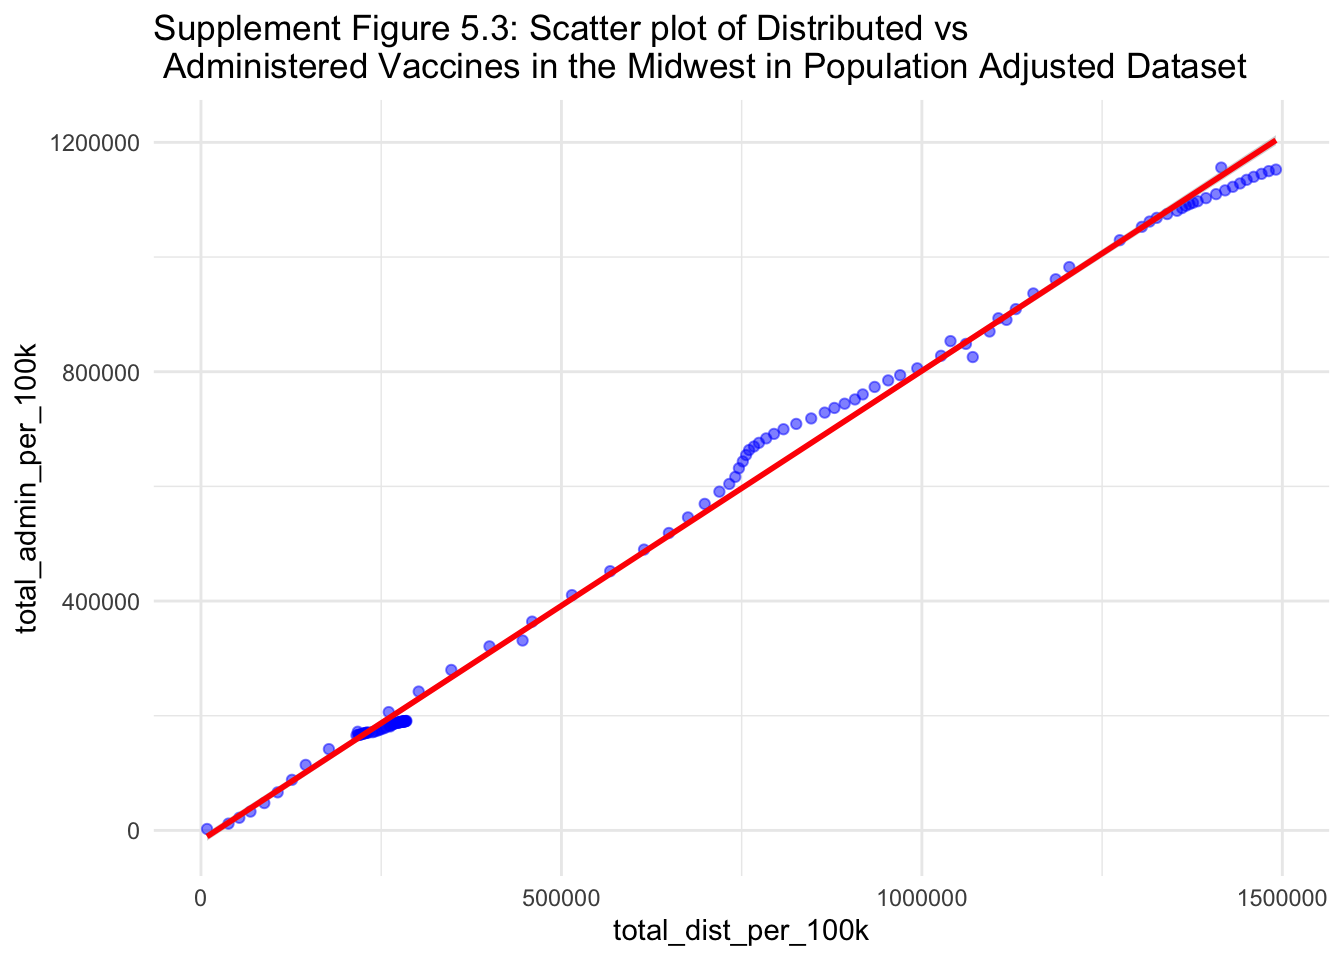 Supplement Figure 5.3: Scatter plot of Distributed vs
Administered Vaccines in the Midwest in Population Adjusted Dataset
1200000
800000
400000
0
total_admin_per_100k
0
500000
1000000
1500000
total_dist_per_100k